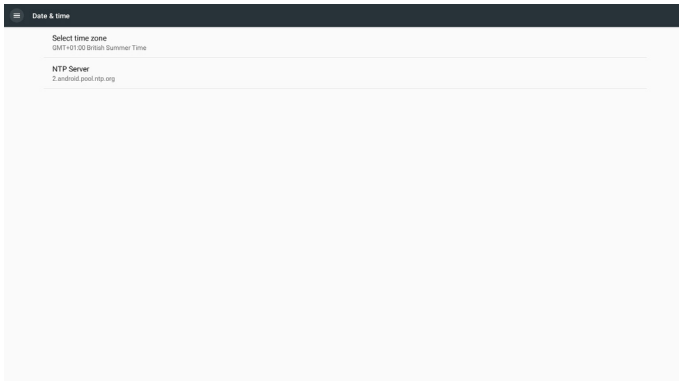 Date & time
Select time zone
GMT+01:00 British Summer Time
NTP Server
2.android.pool.ntp.org